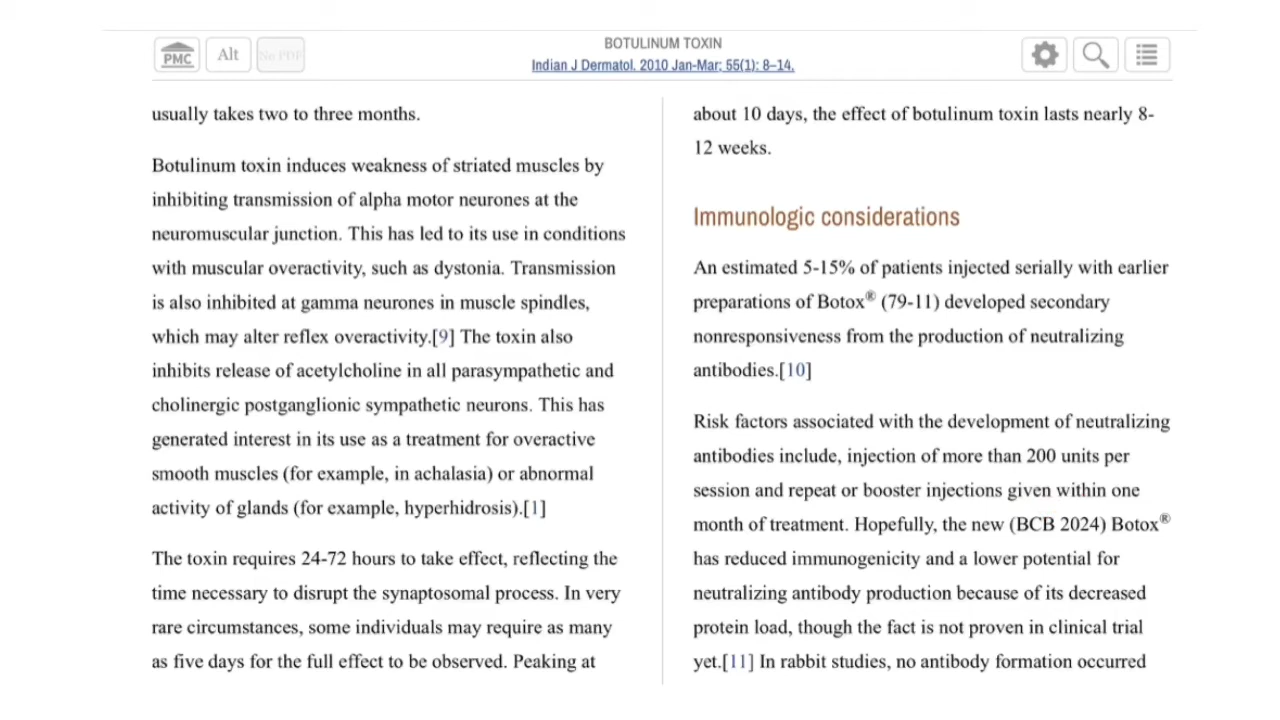 PMC
Alt
No PDF
BOTULINUM TOXIN
Indian J Dermatol. 2010 Jan-Mar; 55(1): 8–14.
usually takes two to three months.
Botulinum toxin induces weakness of striated muscles by
inhibiting transmission of alpha motor neurones at the
neuromuscular junction. This has led to its use in conditions
with muscular overactivity, such as dystonia. Transmission
is also inhibited at gamma neurones in muscle spindles,
which may alter reflex overactivity.[9] The toxin also
inhibits release of acetylcholine in all parasympathetic and
cholinergic postganglionic sympathetic neurons. This has
generated interest in its use as a treatment for overactive
smooth muscles (for example, in achalasia) or abnormal
activity of glands (for example, hyperhidrosis).[1]
The toxin requires 24-72 hours to take effect, reflecting the
time necessary to disrupt the synaptosomal process. In very
rare circumstances, some individuals may require as many
as five days for the full effect to be observed. Peaking at
about 10 days, the effect of botulinum toxin lasts nearly 8-
12 weeks.
Immunologic considerations
An estimated 5-15% of patients injected serially with earlier
preparations of Botox® (79-11) developed secondary
nonresponsiveness from the production of neutralizing
antibodies.[10]
Risk factors associated with the development of neutralizing
antibodies include, injection of more than 200 units per
session and repeat or booster injections given within one
month of treatment. Hopefully, the new (BCB 2024) Botox®
has reduced immunogenicity and a lower potential for
neutralizing antibody production because of its decreased
protein load, though the fact is not proven in clinical trial
yet.[11] In rabbit studies, no antibody formation occurred